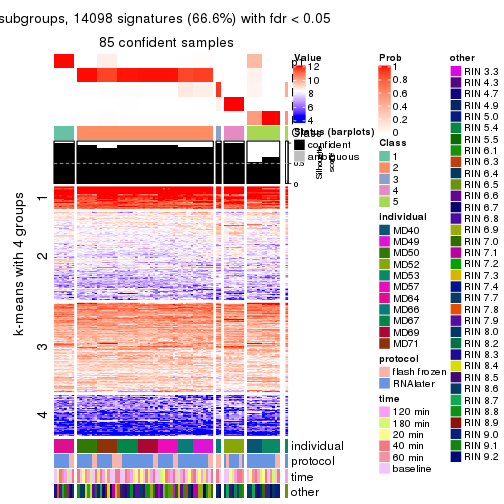 subgroups, 14098 signatures (66.6%) with fdr < 0.05
85 confident samples
k-means with 4 groups
1
2
3
4
Value
12
10
8
6
4
Status (barplots)
confident
ambiguous
Class
0.5
0
individual
protocol
time
other
Prob
1
0.8
0.6
0.4
0.2
0
Class
1
2
3
4
5
individual
MD40
MD49
MD50
MD52
MD53
MD57
MD64
MD66
MD67
MD69
MD71
protocol
flash frozen
RNAlater
time
120 min
180 min
20 min
40 min
60 min
baseline
other
RIN 3.3
RIN 4.3
RIN 4.7
RIN 4.9
RIN 5.0
RIN 5.4
RIN 5.5
RIN 6.1
RIN 6.3
RIN 6.4
RIN 6.5
RIN 6.6
RIN 6.7
RIN 6.8
RIN 6.9
RIN 7.0
RIN 7.1
RIN 7.2
RIN 7.3
RIN 7.4
RIN 7.7
RIN 7.8
RIN 7.9
RIN 8.0
RIN 8.2
RIN 8.3
RIN 8.4
RIN 8.5
RIN 8.6
RIN 8.7
RIN 8.8
RIN 8.9
RIN 9.0
RIN 9.1
RIN 9.2